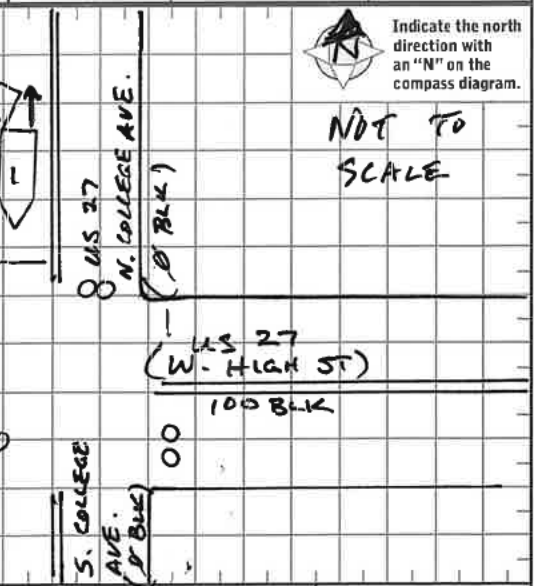 Indicate the north
direction with
an "N" on the
compass diagram.
N
NOT TO
SCALE
1
US 27
N. COLLEGE AVE.
(Ø BLK)
US 27
(W. HIGH ST)
100 BLK
S. COLLEGE
AVE.
(Ø BLK)